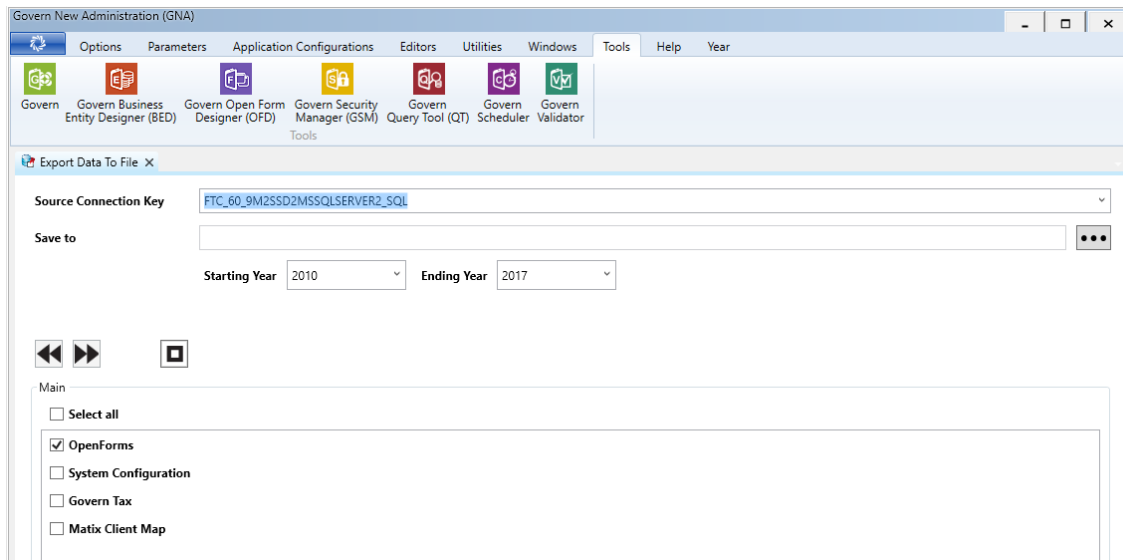 Govern New Administration (GNA)
Options Parameters Application Configurations Editors Utilities Windows Tools Help Year
Govern Govern Business Govern Open Form Govern Security Govern Govern Govern
Entity Designer (BED) Designer (OFD) Manager (GSM) Query Tool (QT) Scheduler Validator
Tools
Export Data To File
Source Connection Key FTC_60_9M2SSD2MSSQLSERVER2_SQL
Save to
Starting Year 2010 Ending Year 2017
Main
Select all
OpenForms
System Configuration
Govern Tax
Matix Client Map